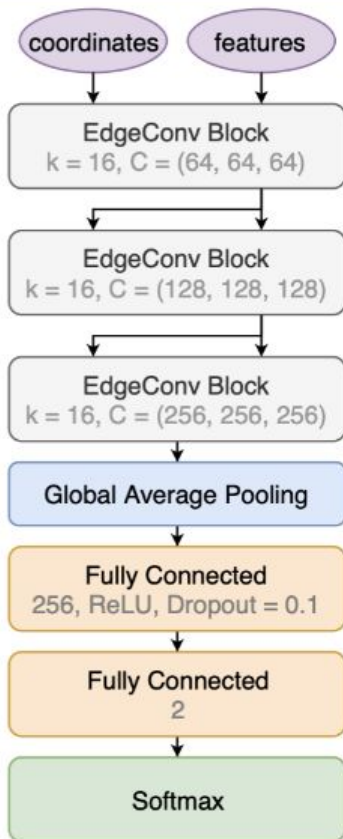 coordinates features
EdgeConv Block
k = 16, C = (64, 64, 64)
EdgeConv Block
k = 16, C = (128, 128, 128)
EdgeConv Block
k = 16, C = (256, 256, 256)
Global Average Pooling
Fully Connected
256, ReLU, Dropout = 0.1
Fully Connected
2
Softmax